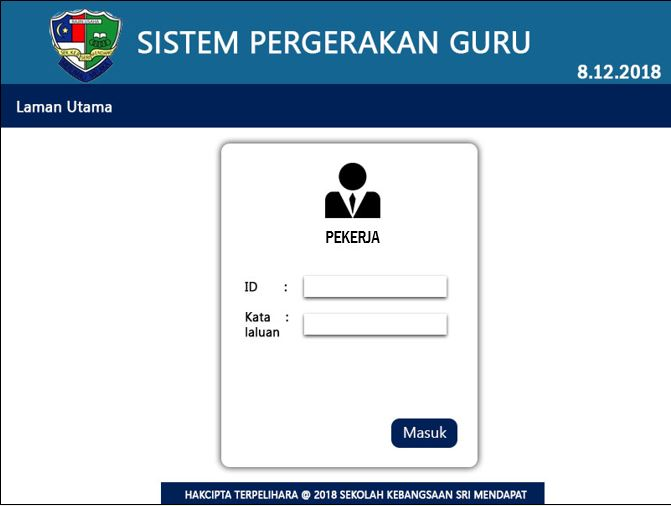 SISTEM PERGERAKAN GURU
8.12.2018
Laman Utama
PEKERJA
ID :
Kata :
laluan
Masuk
HAKCIPTA TERPELIHARA @ 2018 SEKOLAH KEBANGSAAN SRI MENDAPAT